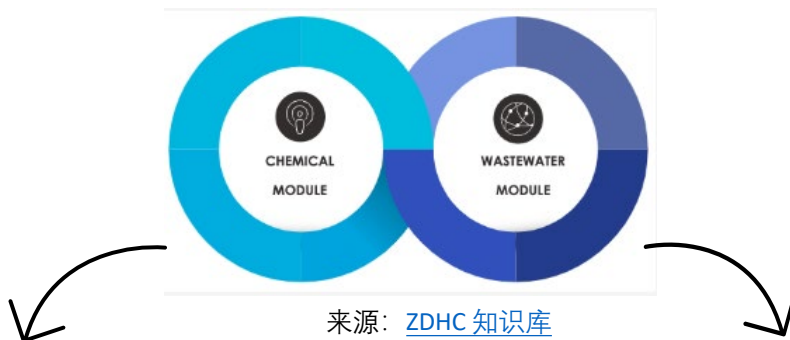 CHEMICAL
MODULE
WASTEWATER
MODULE
来源：ZDHC 知识库